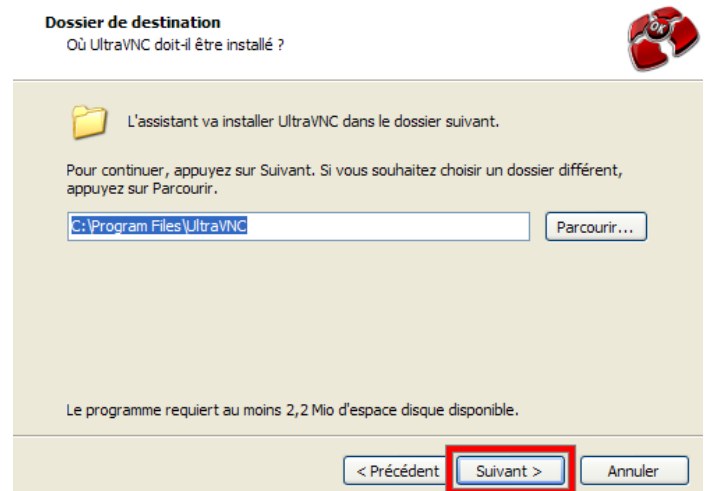 Dossier de destination
Où UltraVNC doit-il être installé ?
OK
L'assistant va installer UltraVNC dans le dossier suivant.
Pour continuer, appuyez sur Suivant. Si vous souhaitez choisir un dossier différent,
appuyez sur Parcourir.
C:\Program Files\UltraVNC
Parcourir...
Le programme requiert au moins 2,2 Mio d'espace disque disponible.
< Précédent
Suivant >
Annuler